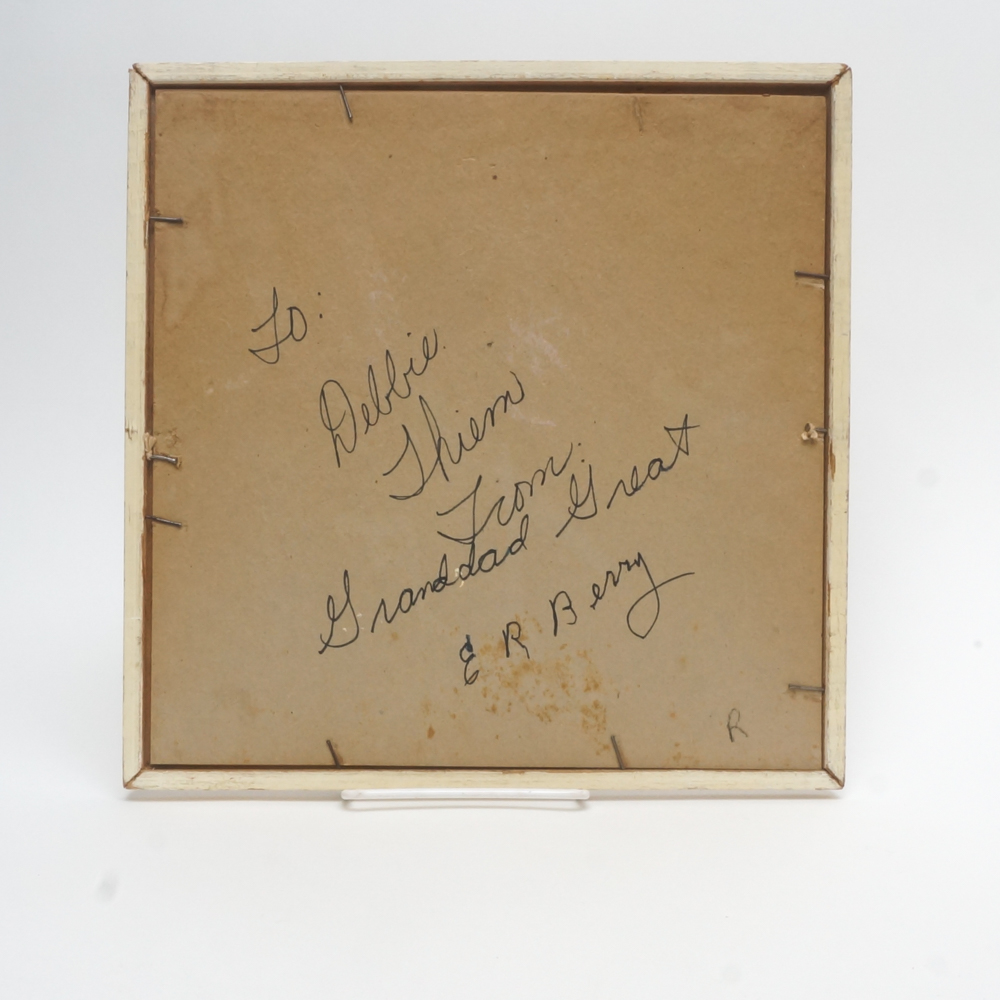 To:
Debbie
Thiem
From:
Granddad Great
E R Berry
R